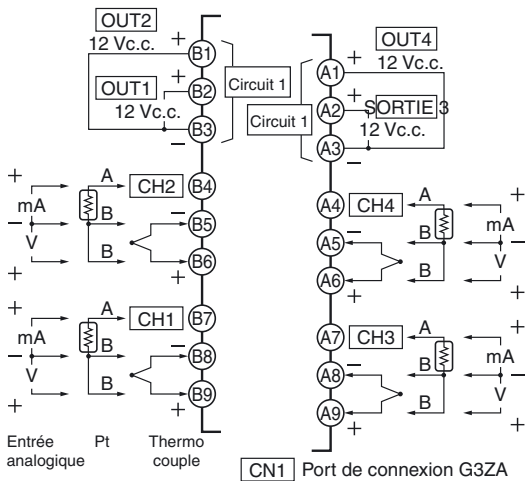 OUT2
12 Vc.c.
+
B1
OUT1
+
B2
12 Vc.c.
B3
−
Circuit 1
OUT4
12 Vc.c.
+
A1
+
A2
SORTIE 3
12 Vc.c.
A3
−
Circuit 1
+
mA
−
V
+
A
B
B
CH2
B4
−
B5
B6
+
A4
CH4
−
A5
A6
+
A
B
B
+
mA
−
V
+
+
mA
−
V
+
A
B
B
CH1
B7
−
B8
B9
+
A7
CH3
−
A8
A9
+
A
B
B
+
mA
−
V
+
Entrée analogique
Pt
Thermo couple
CN1 Port de connexion G3ZA